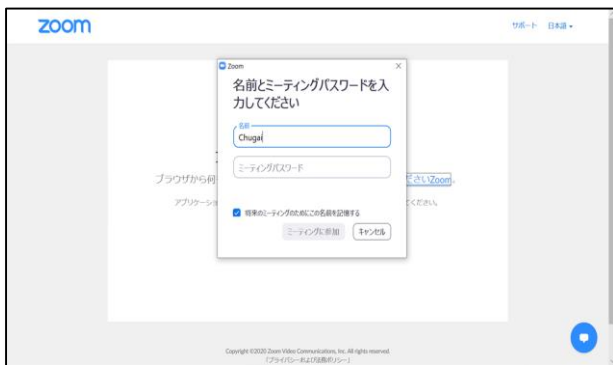 zoom
サポート 日本語
Zoom
名前とミーティングパスワードを入
力してください
名前
Chugai
ミーティングパスワード
ブラウザから何
ださいZoom.
アプリケーショ
てください。
将来のミーティングのためにこの名前を記憶する
ミーティングに参加 キャンセル
Copyright ©2020 Zoom Video Communications, Inc. All rights reserved.
「プライバシーおよび法務ポリシー」